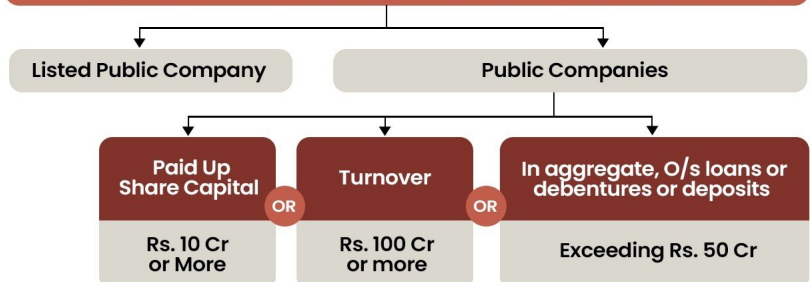 Listed Public Company
Public Companies
Paid Up
Share Capital
OR
Turnover
OR
In aggregate, O/s loans or
debentures or deposits
Rs. 10 Cr
or More
Rs. 100 Cr
or more
Exceeding Rs. 50 Cr